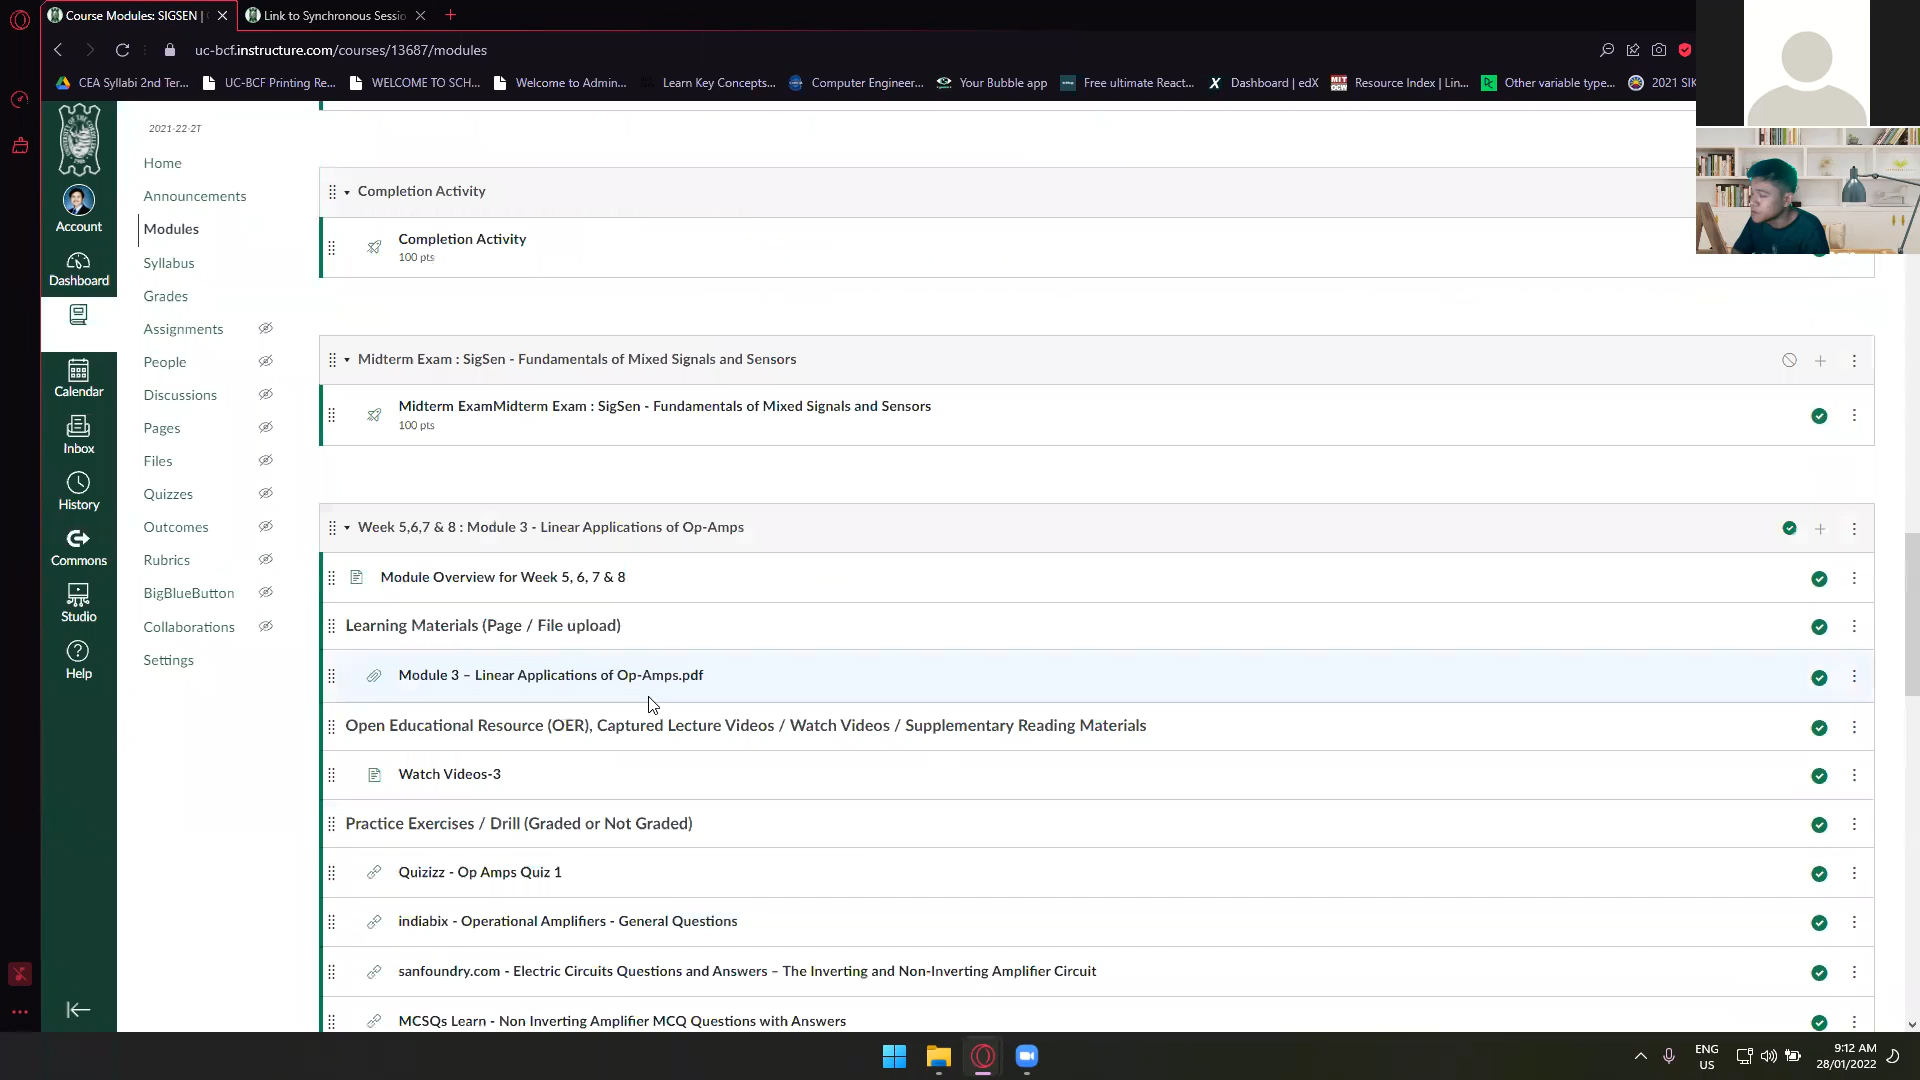 Course Modules: SIGSEN |
Link to Synchronous Sessio
uc-bcf.instructure.com/courses/13687/modules
CEA Syllabi 2nd Ter...
UC-BCF Printing Re...
WELCOME TO SCH...
Welcome to Admin...
Learn Key Concepts...
Computer Engineer...
Your Bubble app
Free ultimate React...
Dashboard | edX
Resource Index | Lin...
Other variable type...
2021 SIK
Account
Dashboard
Calendar
Inbox
History
Commons
Studio
Help
2021-22-2T
Home
Announcements
Modules
Syllabus
Grades
Assignments
People
Discussions
Pages
Files
Quizzes
Outcomes
Rubrics
BigBlueButton
Collaborations
Settings
Completion Activity
Completion Activity
100 pts
Midterm Exam : SigSen - Fundamentals of Mixed Signals and Sensors
Midterm ExamMidterm Exam : SigSen - Fundamentals of Mixed Signals and Sensors
100 pts
Week 5,6,7 & 8 : Module 3 - Linear Applications of Op-Amps
Module Overview for Week 5, 6, 7 & 8
Learning Materials (Page / File upload)
Module 3 – Linear Applications of Op-Amps.pdf
Open Educational Resource (OER), Captured Lecture Videos / Watch Videos / Supplementary Reading Materials
Watch Videos-3
Practice Exercises / Drill (Graded or Not Graded)
Quizizz - Op Amps Quiz 1
indiabix - Operational Amplifiers - General Questions
sanfoundry.com - Electric Circuits Questions and Answers – The Inverting and Non-Inverting Amplifier Circuit
MCSQs Learn - Non Inverting Amplifier MCQ Questions with Answers
ENG
US
9:12 AM
28/01/2022